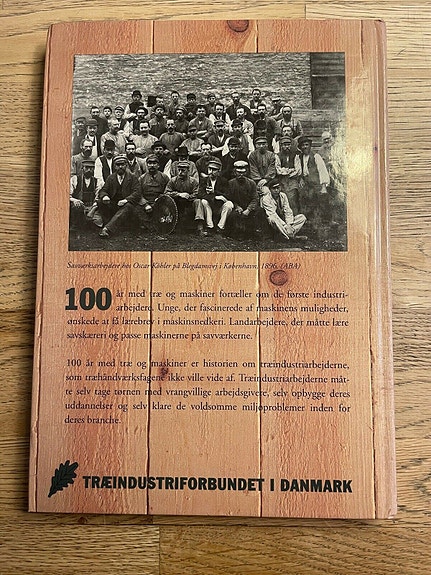 Savværksarbejdere hos Oscar Köhler på Blegdamsvej i København, 1896. (ABA)
100 år med træ og maskiner fortæller om de første industri-
arbejdere. Unge, der fascineret af maskinens muligheder,
ønskede at få lærebrev i maskinsnedkeri. Landarbejdere, der måtte lære
savskæreri og passe maskinerne på savværkerne.
100 år med træ og maskiner er historien om træindustriarbejderne,
som træhåndværksfagene ikke ville vide af. Træindustriarbejderne måt-
te selv tage tørnen med vrangvillige arbejdsgivere, selv opbygge deres
uddannelser og selv klare de voldsomme miljøproblemer inden for
deres branche.
TRÆINDUSTRIFORBUNDET I DANMARK